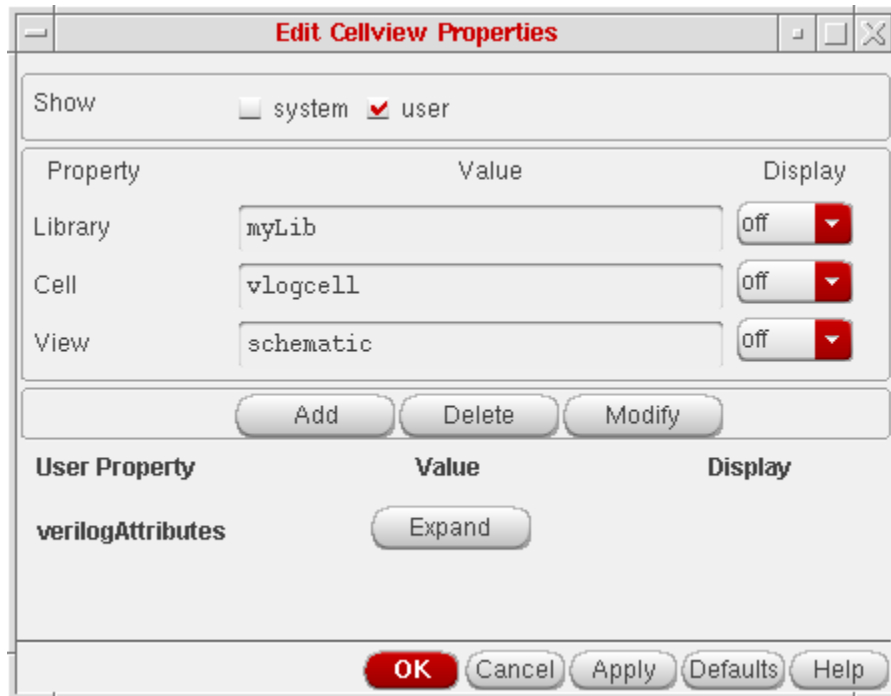 Edit Cellview Properties
Show system user
Property Value Display
Library myLib off
Cell vlogcell off
View schematic off
Add Delete Modify
User Property Value Display
verilogAttributes Expand
OK Cancel Apply Defaults Help